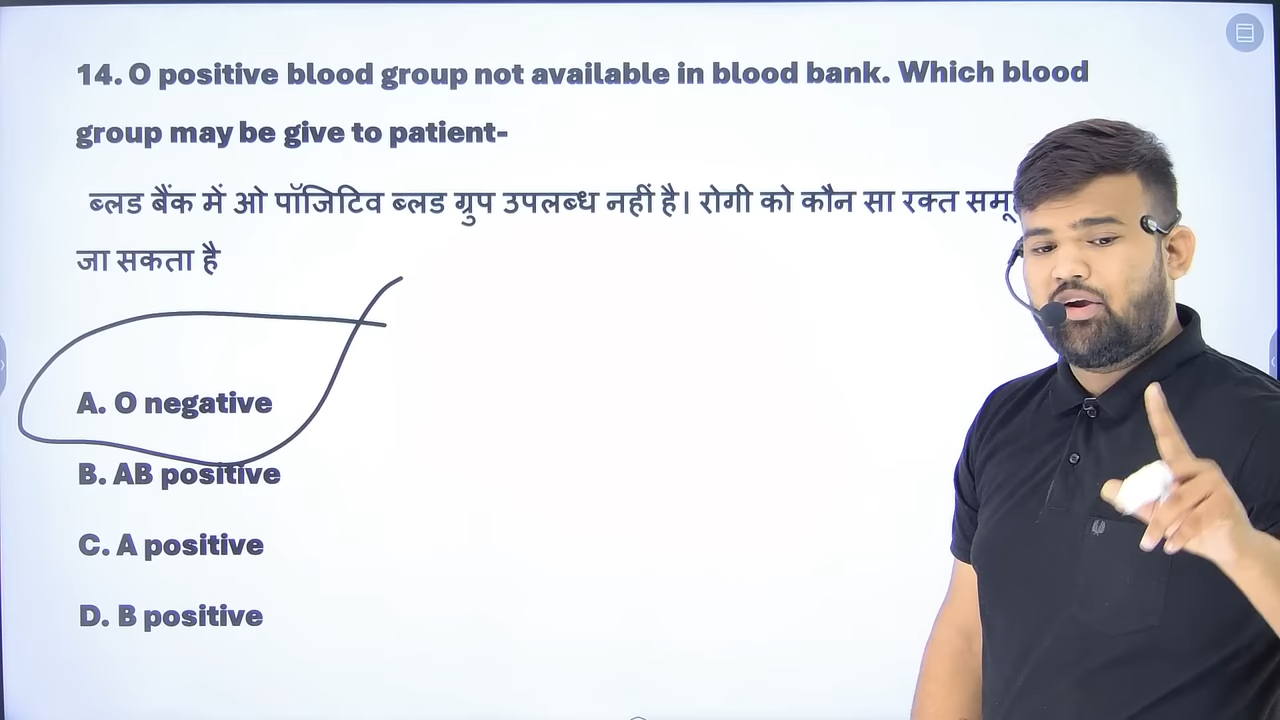 14. O positive blood group not available in blood bank. Which blood
group may be give to patient-
ब्लड बैंक में ओ पॉजिटिव ब्लड ग्रुप उपलब्ध नहीं है। रोगी को कौन सा रक्त
जा सकता है
A. O negative
B. AB positive
C. A positive
D. B positive